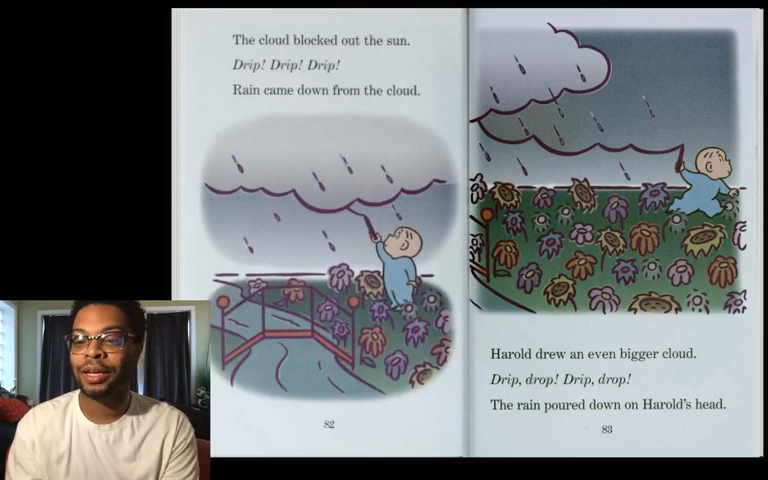 The cloud blocked out the sun.
Drip! Drip! Drip!
Rain came down from the cloud.
82
Harold drew an even bigger cloud.
Drip, drop! Drip, drop!
The rain poured down on Harold's head.
83